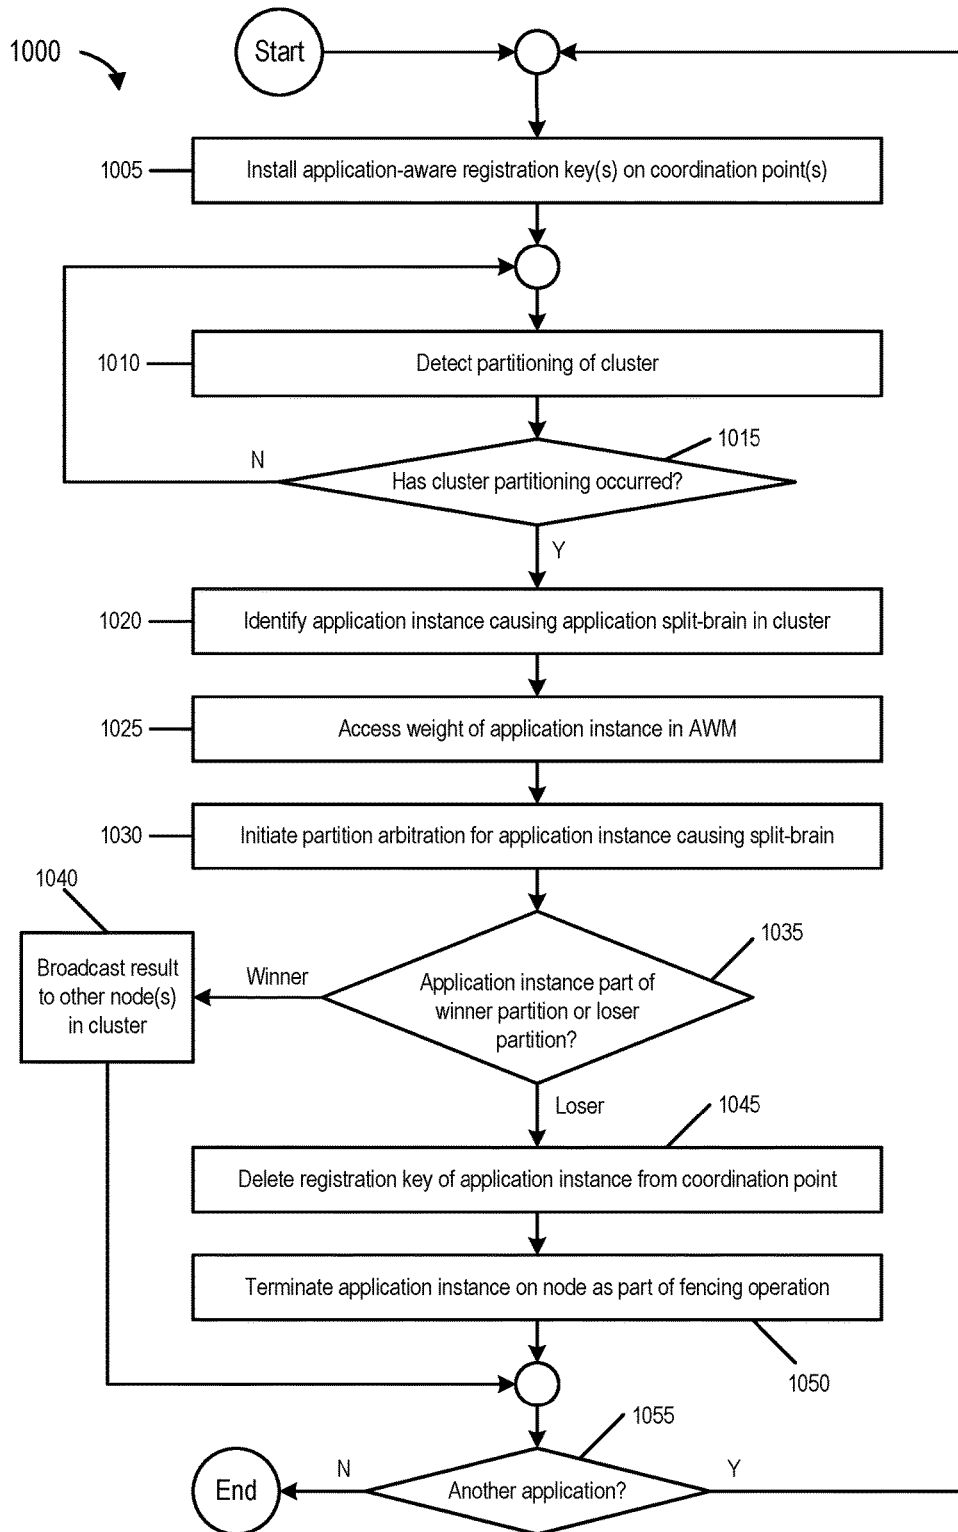 1000
Start
1005
Install application-aware registration key(s) on coordination point(s)
1010
Detect partitioning of cluster
1015
N
Has cluster partitioning occurred?
Y
1020
Identify application instance causing application split-brain in cluster
1025
Access weight of application instance in AWM
1030
Initiate partition arbitration for application instance causing split-brain
1040
1035
Broadcast result
to other node(s)
in cluster
Winner
Application instance part of
winner partition or loser
partition?
Loser
1045
Delete registration key of application instance from coordination point
Terminate application instance on node as part of fencing operation
1050
1055
End
N
Another application?
Y